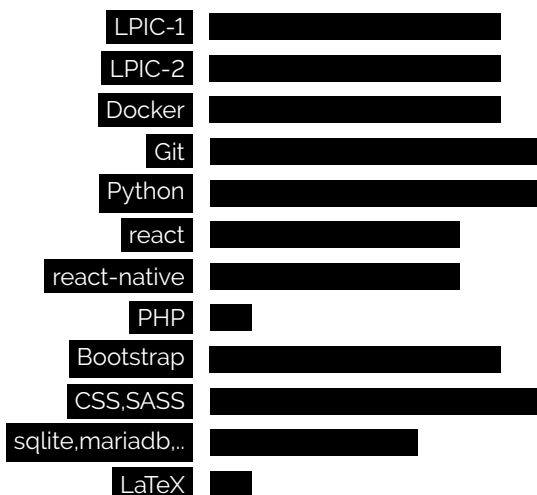 LPIC-1
LPIC-2
Docker
Git
Python
react
react-native
PHP
Bootstrap
CSS,SASS
sqlite,mariadb,..
LaTeX